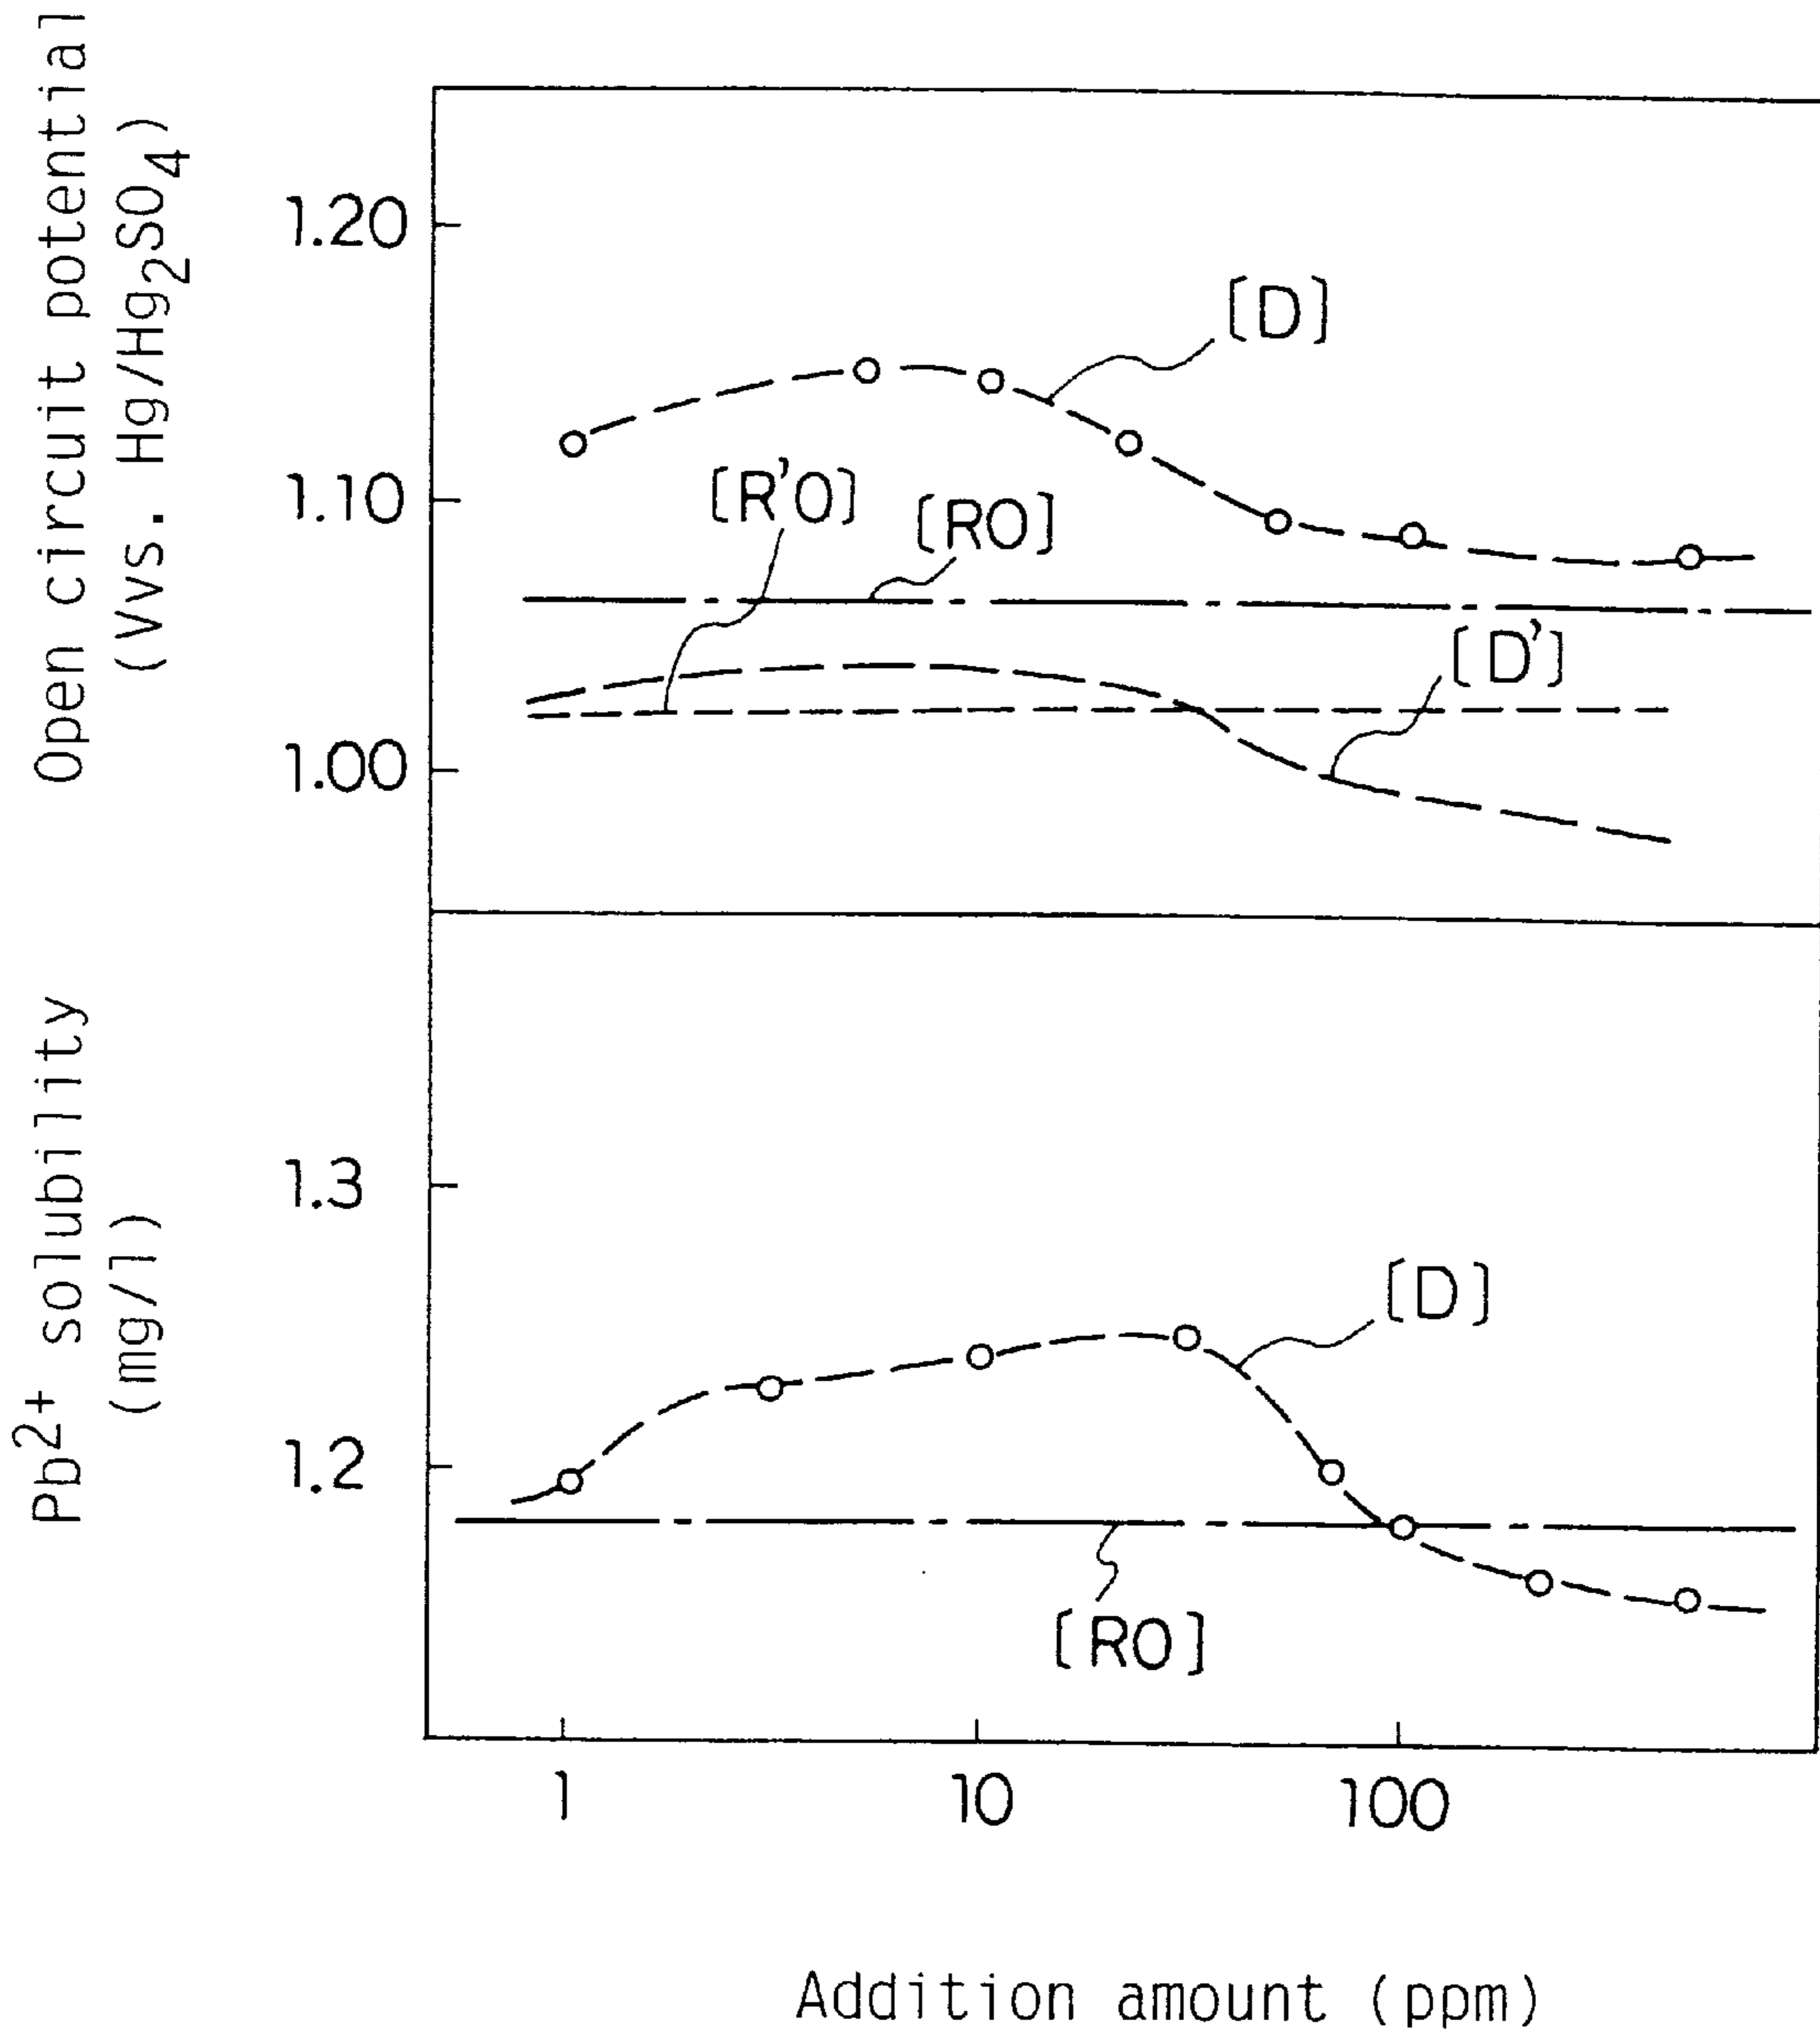 Open circuit potential
(Vvs. Hg/Hg₂SO₄)
1.20
1.10
1.00
[D]
[R'O]
[RO]
[D']
Pb²⁺ solubility
(mg/l)
1.3
1.2
[D]
[RO]
1
10
100
Addition amount (ppm)